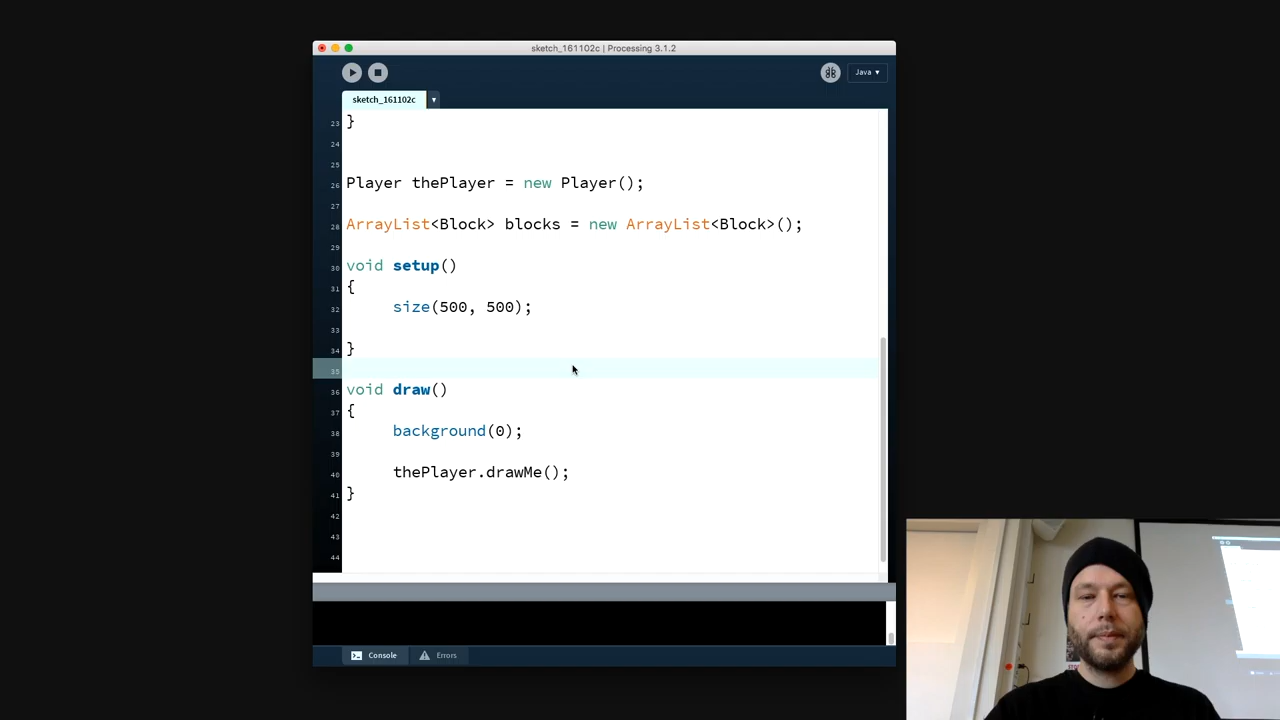 sketch_161102c | Processing 3.1.2
Java ▾
sketch_161102c ▾
23 }
24
25
26 Player thePlayer = new Player();
27
28 ArrayList<Block> blocks = new ArrayList<Block>();
29
30 void setup()
31 {
32 size(500, 500);
33
34 }
35
36 void draw()
37 {
38 background(0);
39
40 thePlayer.drawMe();
41 }
42
43
44
Console Errors